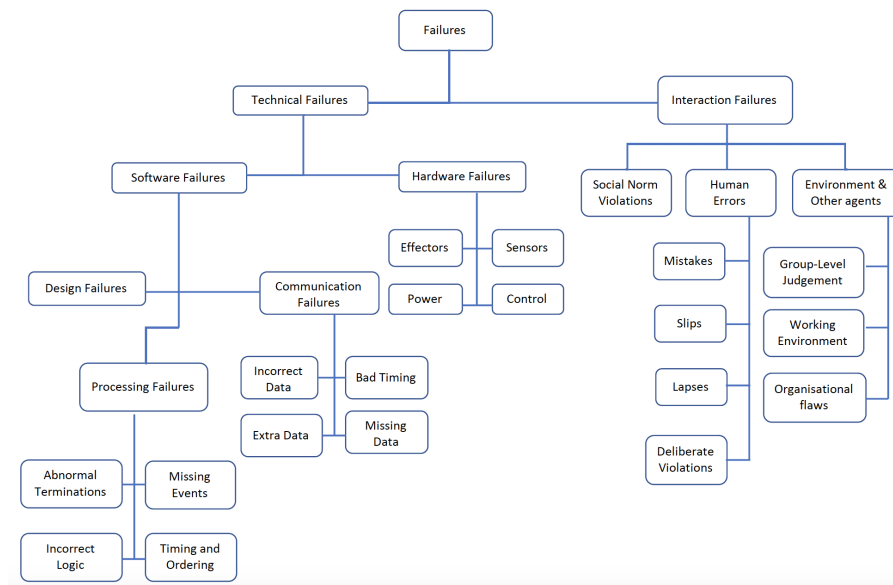 Failures
Technical Failures
Interaction Failures
Software Failures
Hardware Failures
Social Norm
Violations
Human
Errors
Environment &
Other agents
Effectors
Sensors
Mistakes
Group-Level
Judgement
Design Failures
Communication
Failures
Power
Control
Slips
Working
Environment
Processing Failures
Incorrect
Data
Bad Timing
Lapses
Organisational
flaws
Extra Data
Missing
Data
Deliberate
Violations
Abnormal
Terminations
Missing
Events
Incorrect
Logic
Timing and
Ordering